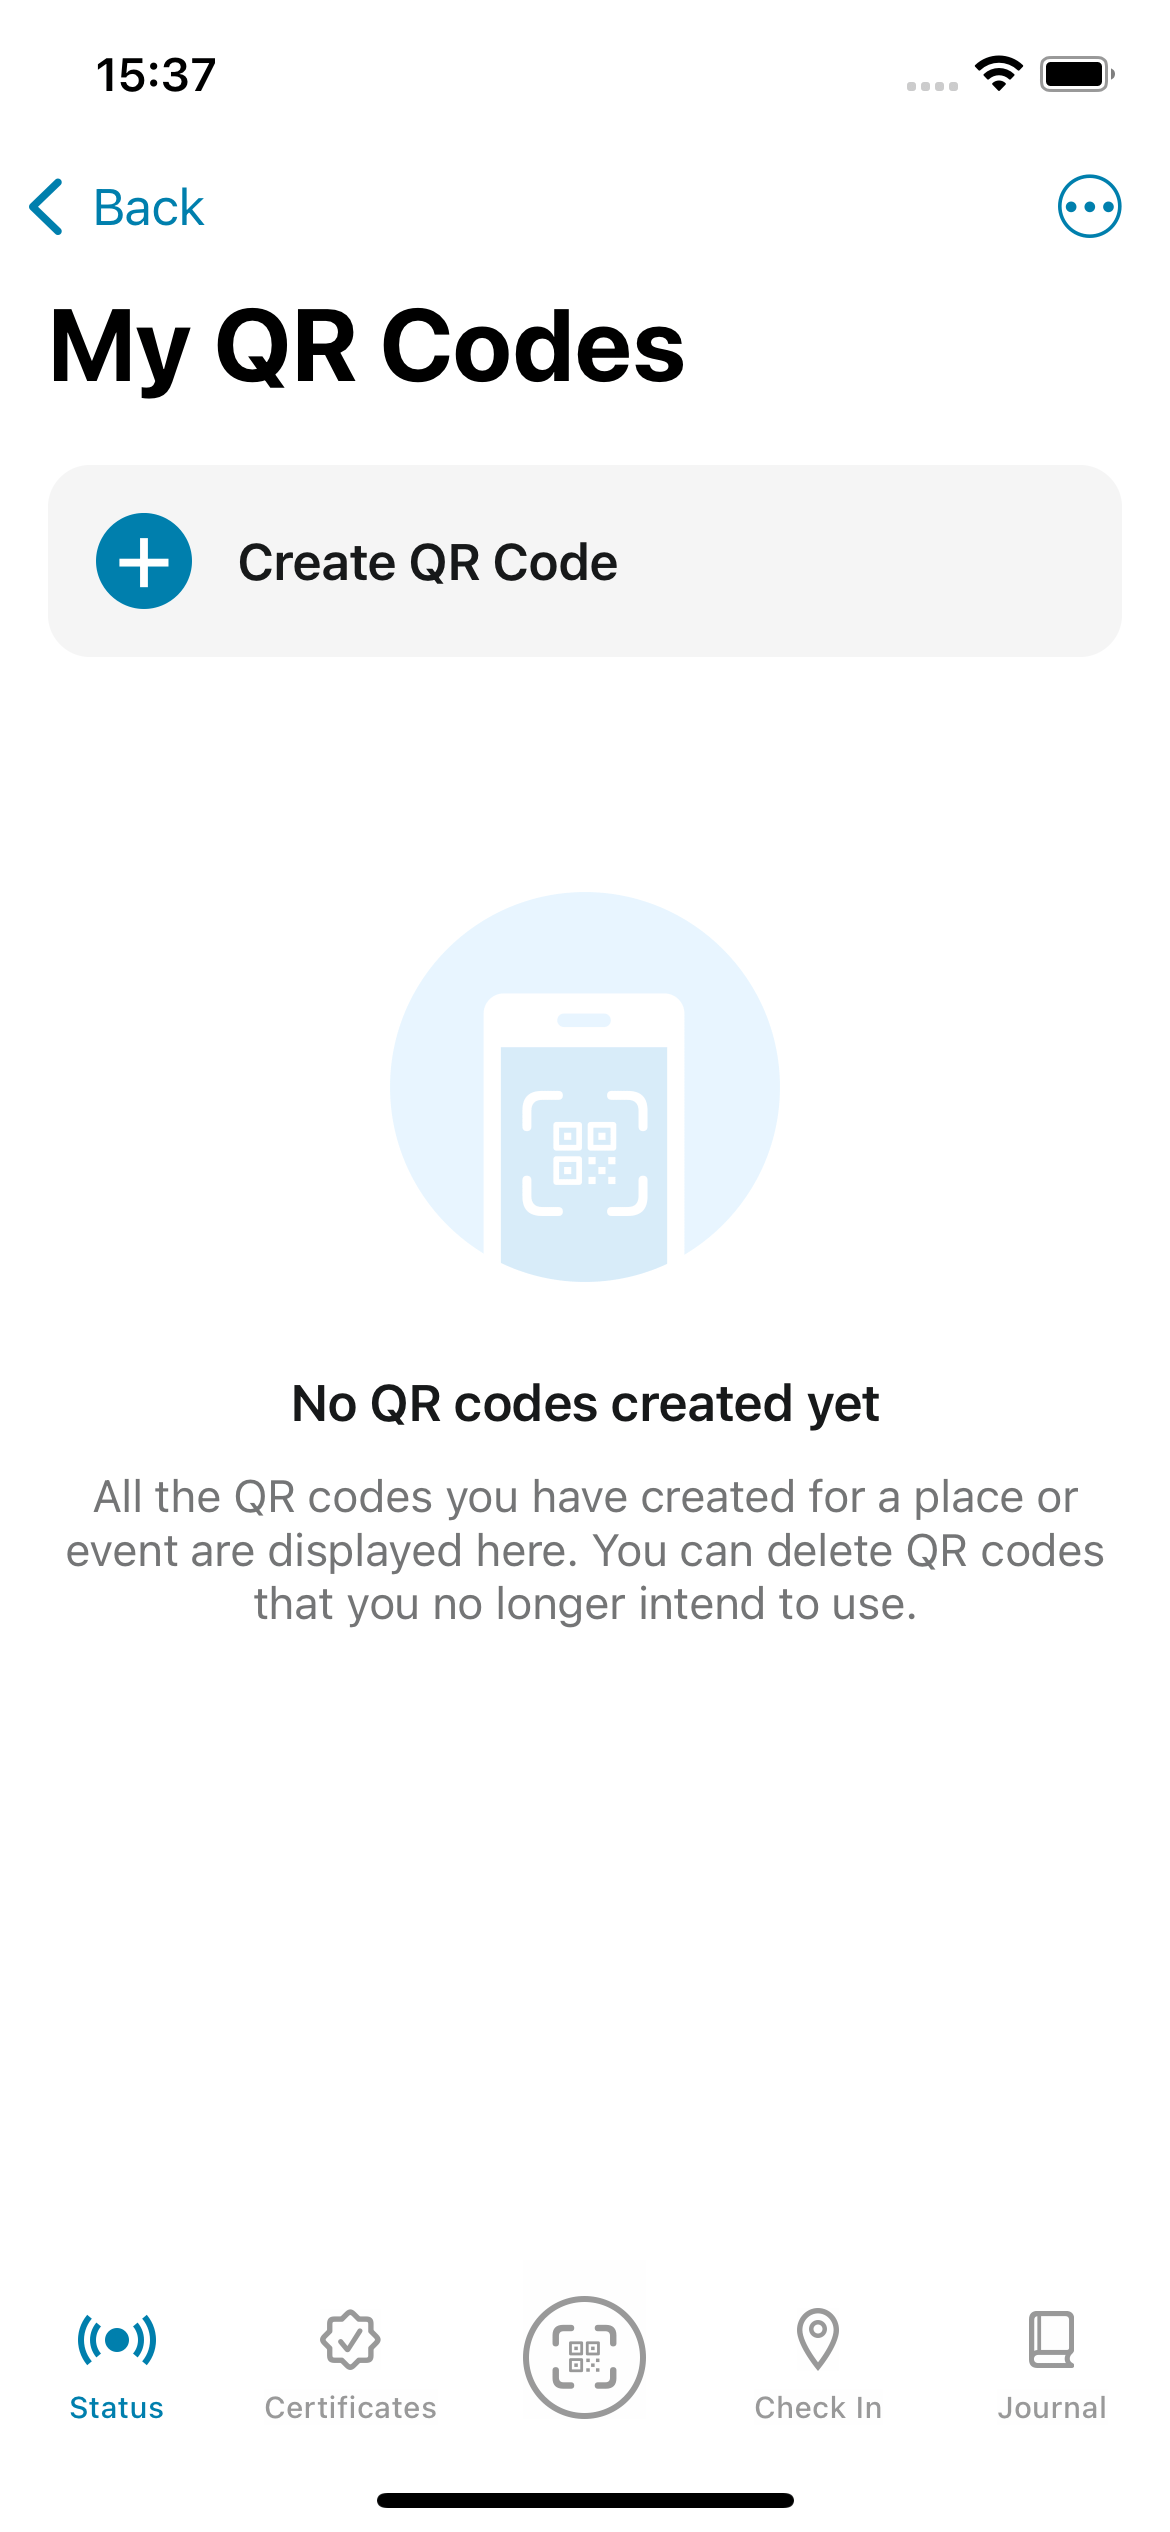 15:37
Back
My QR Codes
Create QR Code
No QR codes created yet
All the QR codes you have created for a place or
event are displayed here. You can delete QR codes
that you no longer intend to use.
Status
Certificates
Check In
Journal